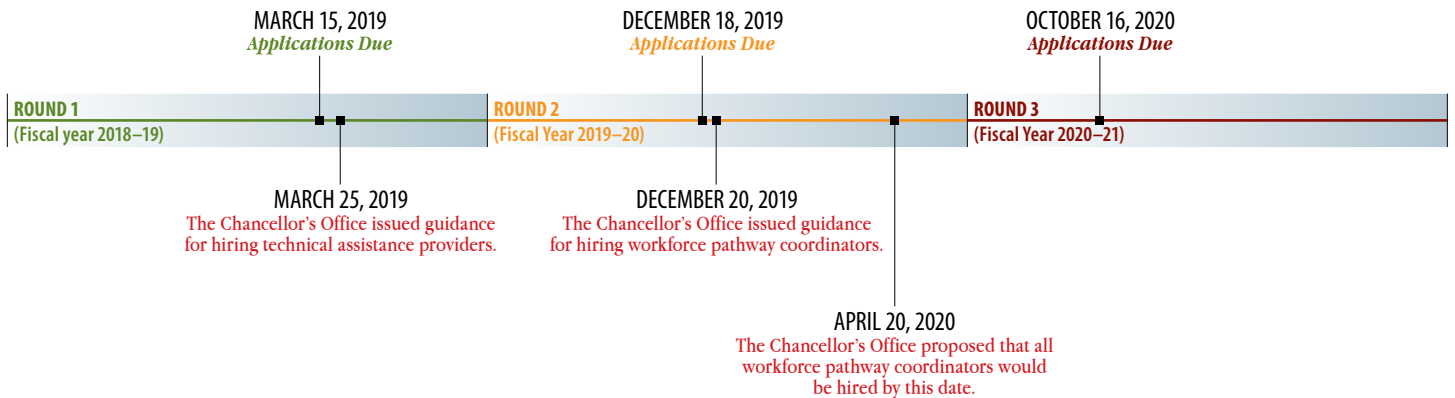 MARCH 15, 2019
Applications Due
DECEMBER 18, 2019
Applications Due
OCTOBER 16, 2020
Applications Due
ROUND 1
(Fiscal year 2018–19)
ROUND 2
(Fiscal Year 2019–20)
ROUND 3
(Fiscal Year 2020–21)
MARCH 25, 2019
The Chancellor's Office issued guidance
for hiring technical assistance providers.
DECEMBER 20, 2019
The Chancellor's Office issued guidance
for hiring workforce pathway coordinators.
APRIL 20, 2020
The Chancellor's Office proposed that all
workforce pathway coordinators would
be hired by this date.